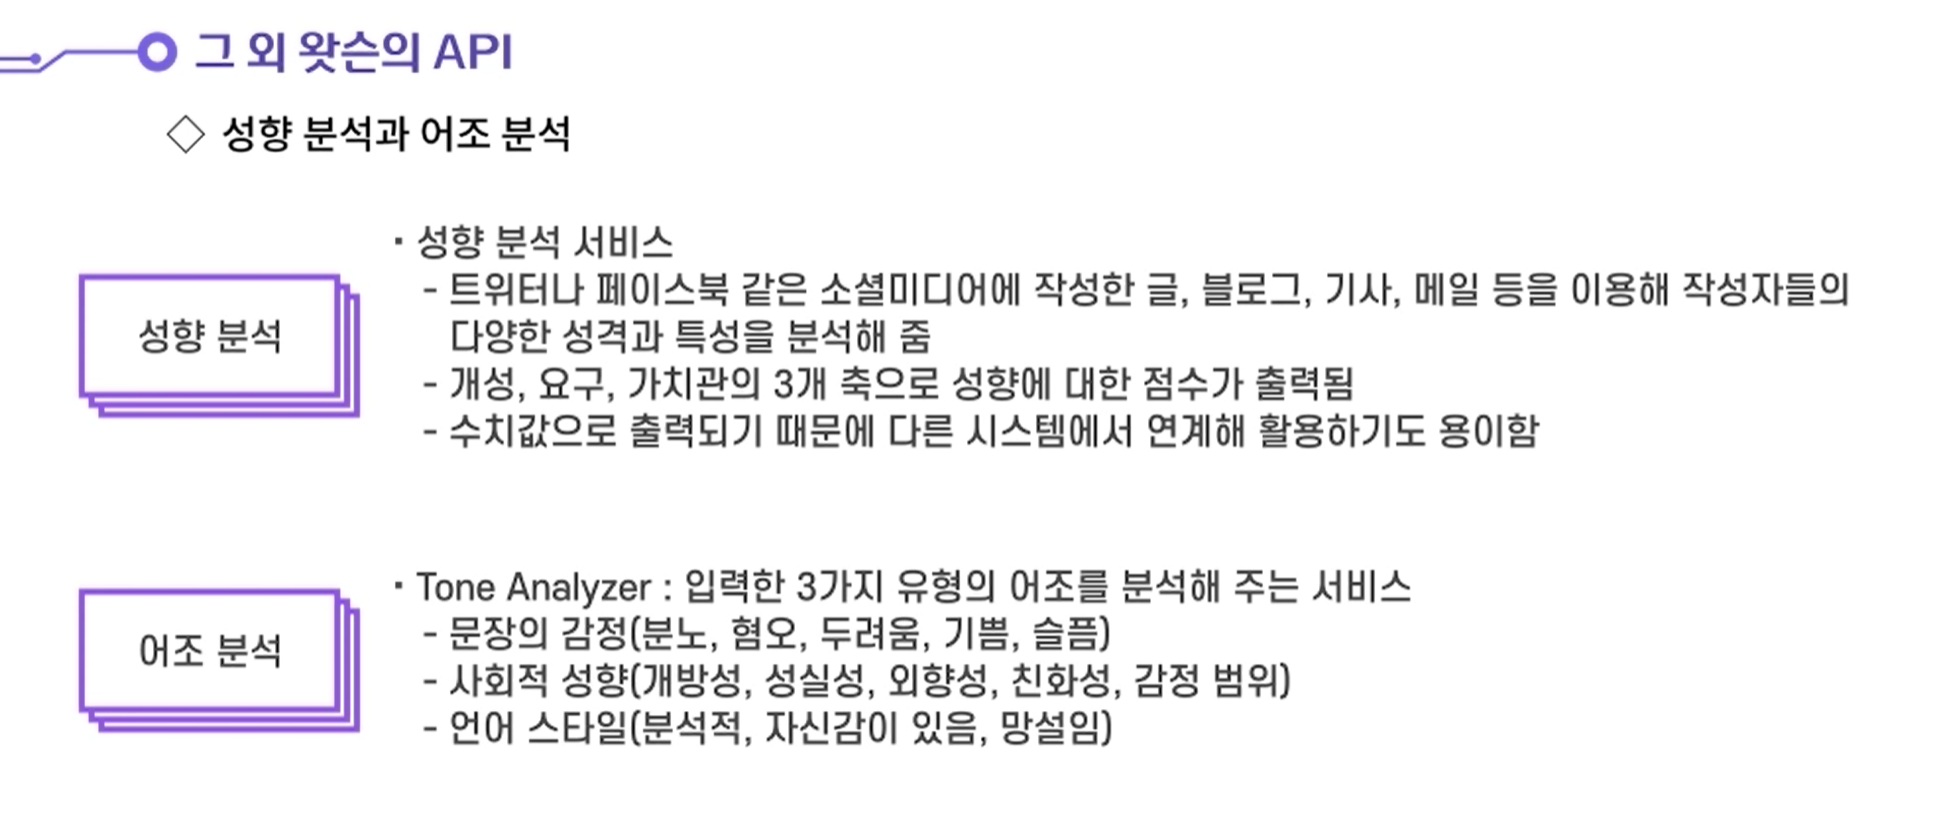 그 외 왓슨의 API
◇ 성향 분석과 어조 분석
성향 분석
· 성향 분석 서비스
- 트위터나 페이스북 같은 소셜미디어에 작성한 글, 블로그, 기사, 메일 등을 이용해 작성자들의
다양한 성격과 특성을 분석해 줌
- 개성, 요구, 가치관의 3개 축으로 성향에 대한 점수가 출력됨
- 수치값으로 출력되기 때문에 다른 시스템에서 연계해 활용하기도 용이함
어조 분석
· Tone Analyzer : 입력한 3가지 유형의 어조를 분석해 주는 서비스
- 문장의 감정(분노, 혐오, 두려움, 기쁨, 슬픔)
- 사회적 성향(개방성, 성실성, 외향성, 친화성, 감정 범위)
- 언어 스타일(분석적, 자신감이 있음, 망설임)